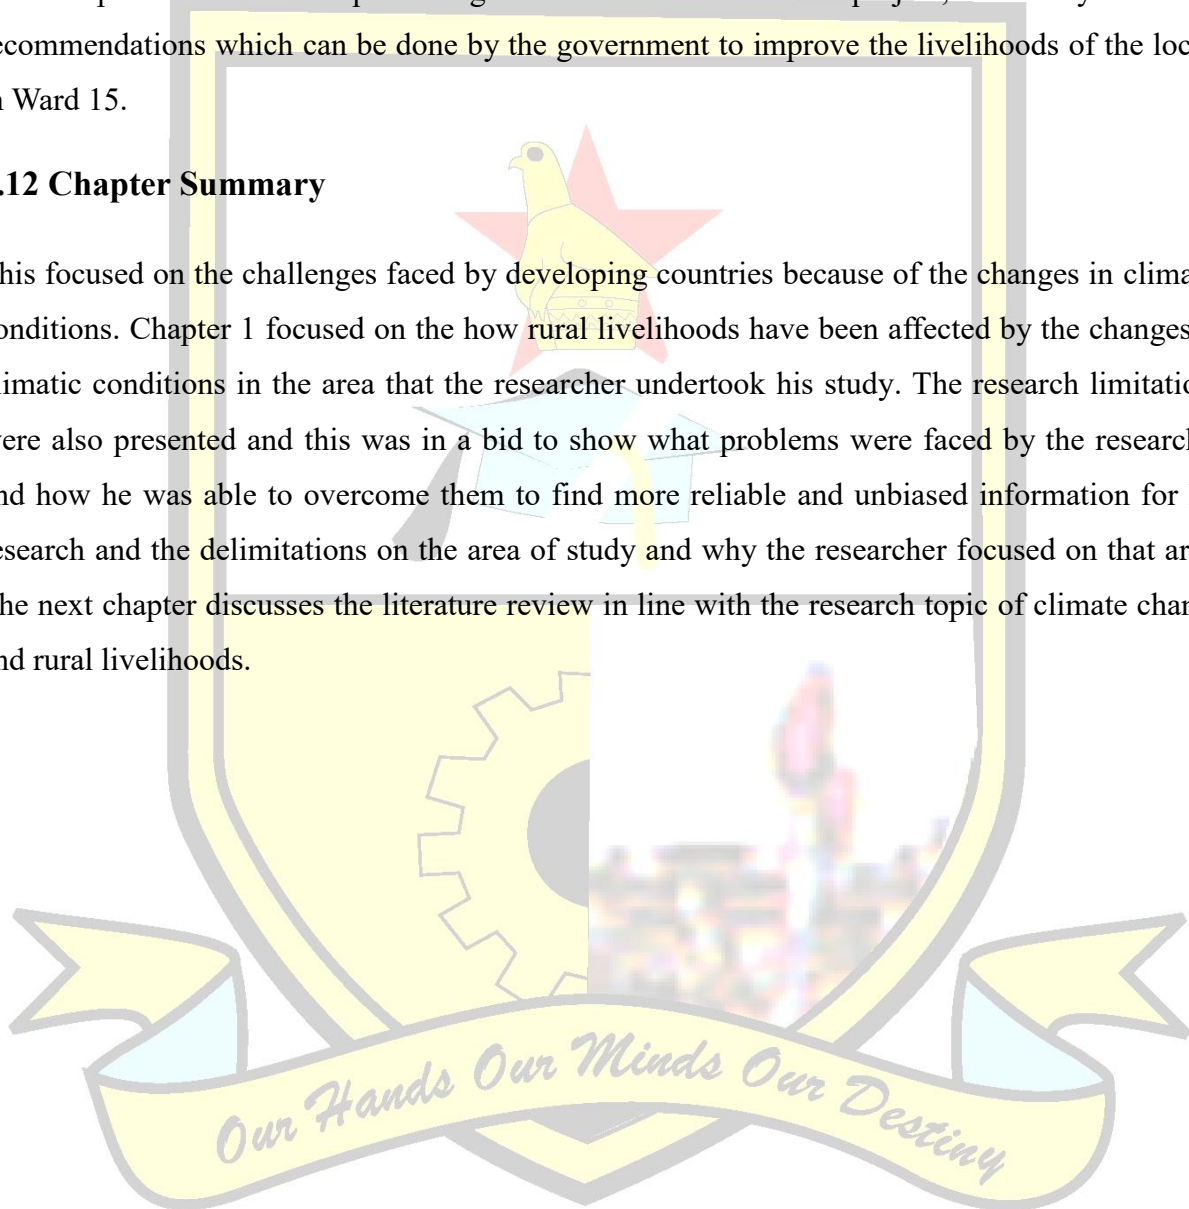 ecommendations which can be done by the government to improve the livelihoods of the loc
n Ward 15.
.12 Chapter Summary
his focused on the challenges faced by developing countries because of the changes in clima
onditions. Chapter 1 focused on the how rural livelihoods have been affected by the changes
limatic conditions in the area that the researcher undertook his study. The research limitatio
ere also presented and this was in a bid to show what problems were faced by the research
nd how he was able to overcome them to find more reliable and unbiased information for
esearch and the delimitations on the area of study and why the researcher focused on that ar
he next chapter discusses the literature review in line with the research topic of climate chan
nd rural livelihoods.
Our Hands Our Minds Our Destiny